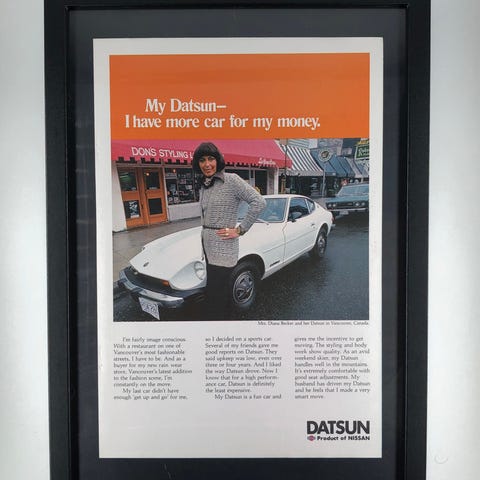 My Datsun—
I have more car for my money.
DONS STYLING
Mrs. Diana Becker and her Datsun in Vancouver, Canada.
I'm fairly image conscious.
With a restaurant on one of
Vancouver's most fashionable
streets, I have to be. And as a
buyer for my new rain wear
store, Vancouver's latest addition
to the fashion scene, I'm
constantly on the move.
My last car didn't have
enough 'get up and go' for me,
so I decided on a sports car.
Several of my friends gave me
good reports on Datsun. They
said upkeep was low, even over
three or four years. And I liked
the way Datsun drove. Now I
know that for a high perform-
ance car, Datsun is definitely
the least expensive.
My Datsun is a fun car and
gives me the incentive to get
moving. The styling and body
work show quality. As an avid
weekend skier, my Datsun
handles well in the mountains.
It's extremely comfortable with
good seat adjustments. My
husband has driven my Datsun
and he feels that I made a very
smart move.
DATSUN
Product of NISSAN